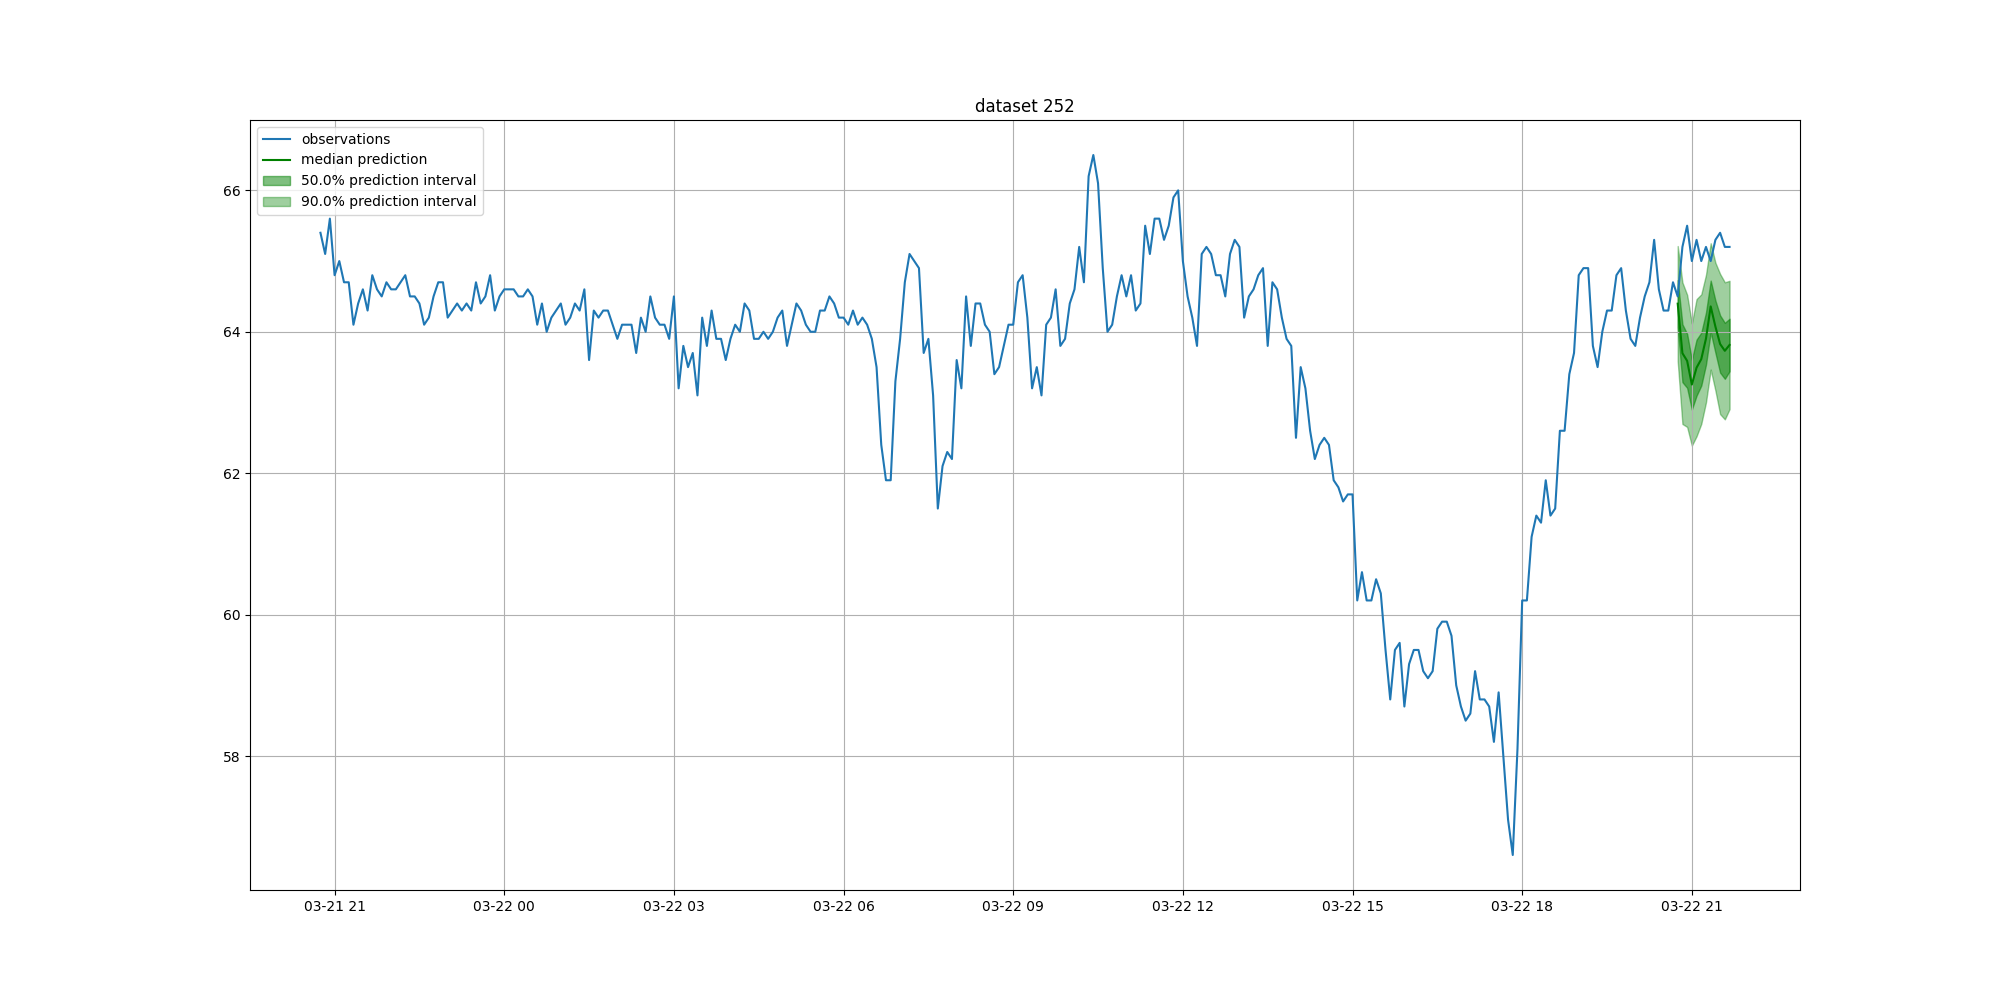 dataset 252
observations
median prediction
50.0% prediction interval
90.0% prediction interval
66
64
62
60
58
03-21 21
03-22 00
03-22 03
03-22 06
03-22 09
03-22 12
03-22 15
03-22 18
03-22 21